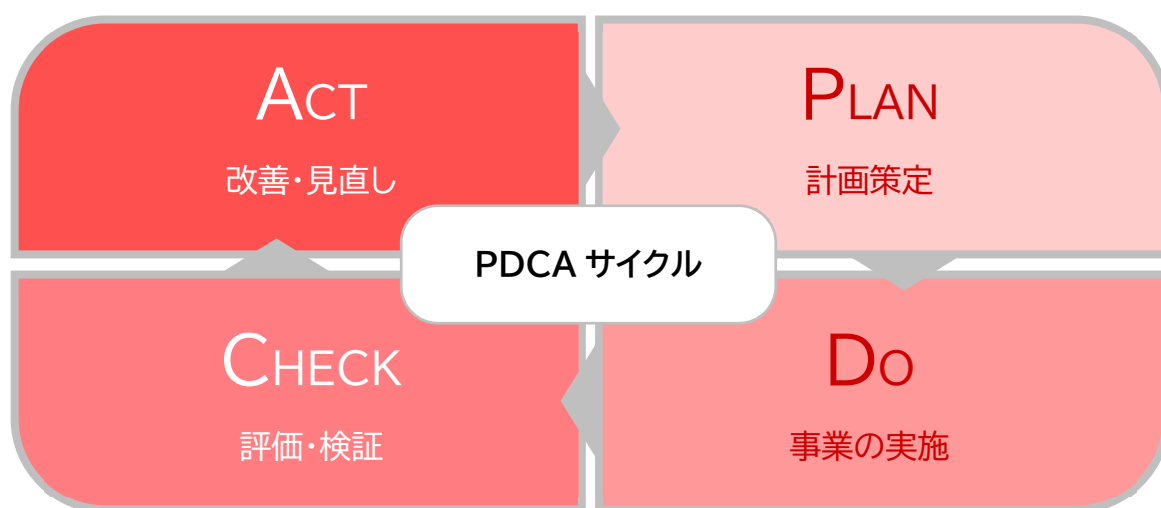 ACT
改善・見直し
PLAN
計画策定
PDCA サイクル
CHECK
評価・検証
DO
事業の実施